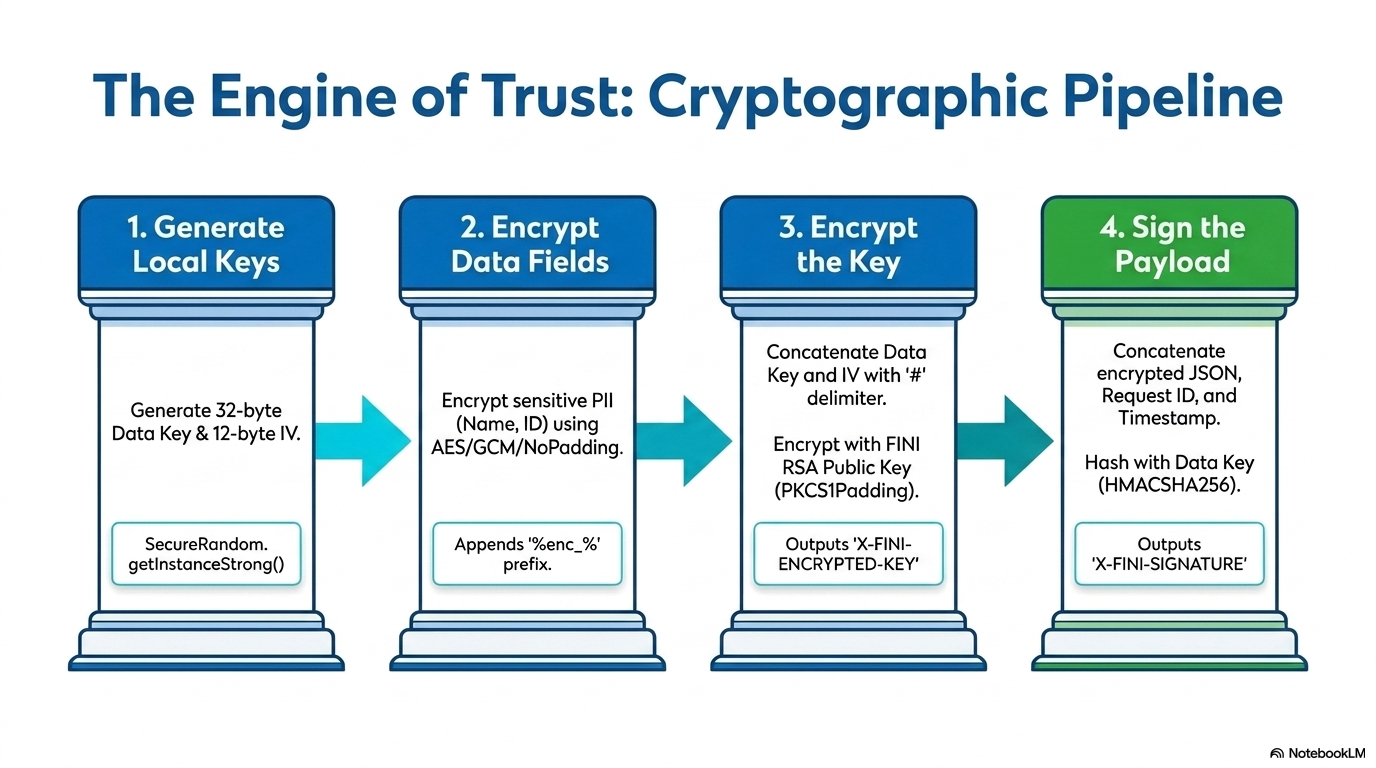 The Engine of Trust: Cryptographic Pipeline
1. Generate
Local Keys
Generate 32-byte
Data Key & 12-byte IV.
SecureRandom.
getInstanceStrong()
2. Encrypt
Data Fields
Encrypt sensitive PII
(Name, ID) using
AES/GCM/NoPadding.
Appends '%enc_%'
prefix.
3. Encrypt
the Key
Concatenate Data
Key and IV with '#'
delimiter.
Encrypt with FINI
RSA Public Key
(PKCS1Padding).
Outputs 'X-FINI-
ENCRYPTED-KEY'
4. Sign the
Payload
Concatenate
encrypted JSON,
Request ID, and
Timestamp.
Hash with Data Key
(HMACSHA256).
Outputs
'X-FINI-SIGNATURE'
NotebookLM